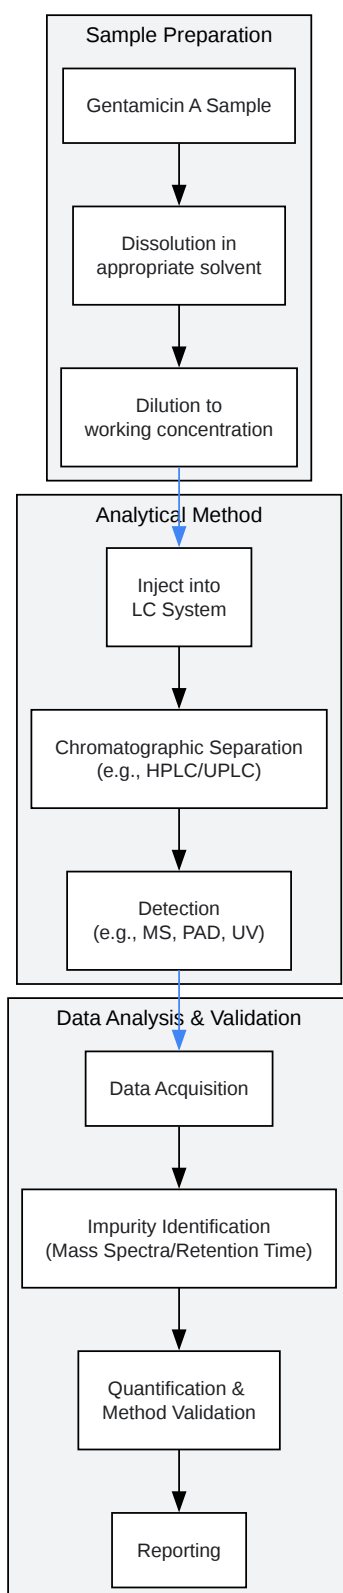 Sample Preparation
Gentamicin A Sample
Dissolution in
appropriate solvent
Dilution to
working concentration
Analytical Method
Inject into
LC System
Chromatographic Separation
(e.g., HPLC/UPLC)
Detection
(e.g., MS, PAD, UV)
Data Analysis & Validation
Data Acquisition
Impurity Identification
(Mass Spectra/Retention Time)
Quantification &
Method Validation
Reporting